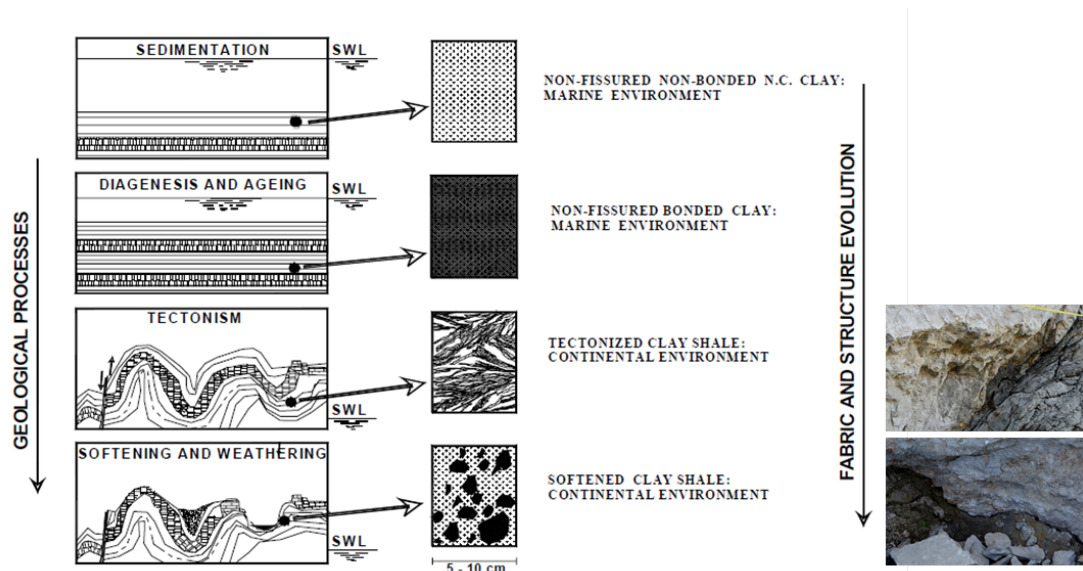 SEDIMENTATION
SWL
NON-FISSURED NON-BONDED N.C. CLAY:
MARINE ENVIRONMENT
DIAGENESIS AND AGEING
SWL
NON-FISSURED BONDED CLAY:
MARINE ENVIRONMENT
TECTONISM
TECTONIZED CLAY SHALE:
CONTINENTAL ENVIRONMENT
SWL
SOFTENING AND WEATHERING
SOFTENED CLAY SHALE:
CONTINENTAL ENVIRONMENT
SWL
5 - 10 cm
GEOLOGICAL PROCESSES
FABRIC AND STRUCTURE EVOLUTION